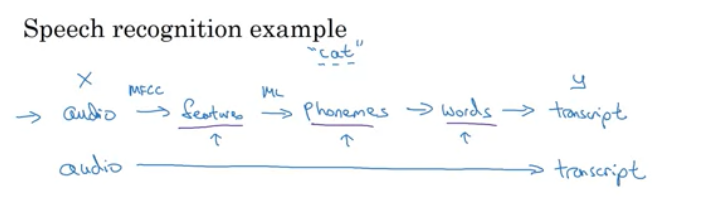 Speech recognition example
"cat"
x MFCC ML y
→ audio → features → Phonemes → words → transcript
↑ ↑ ↑
audio → transcript